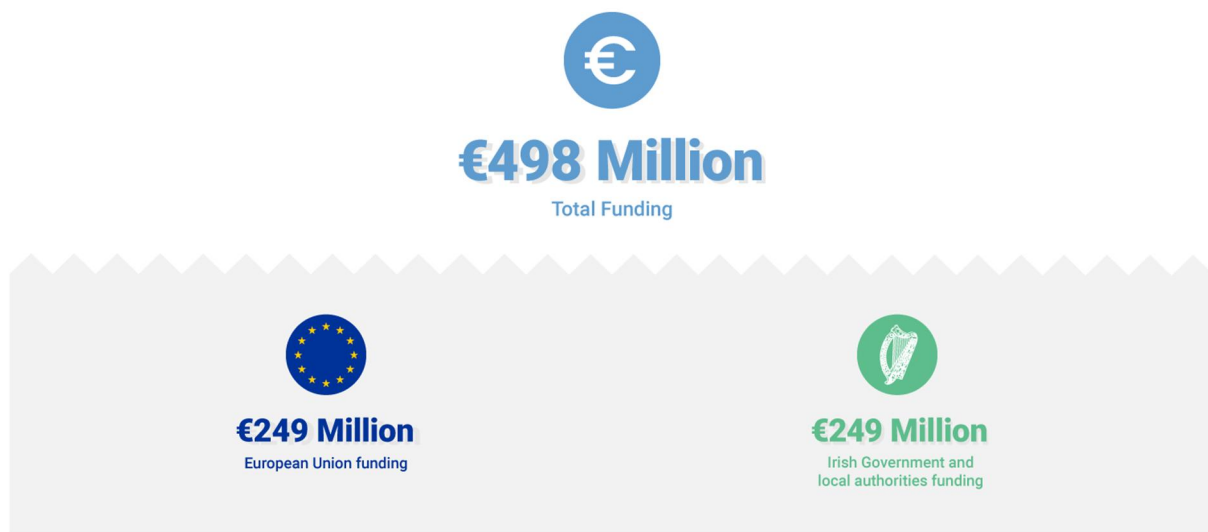 €
€498 Million
Total Funding
€249 Million
European Union funding
€249 Million
Irish Government and
local authorities funding